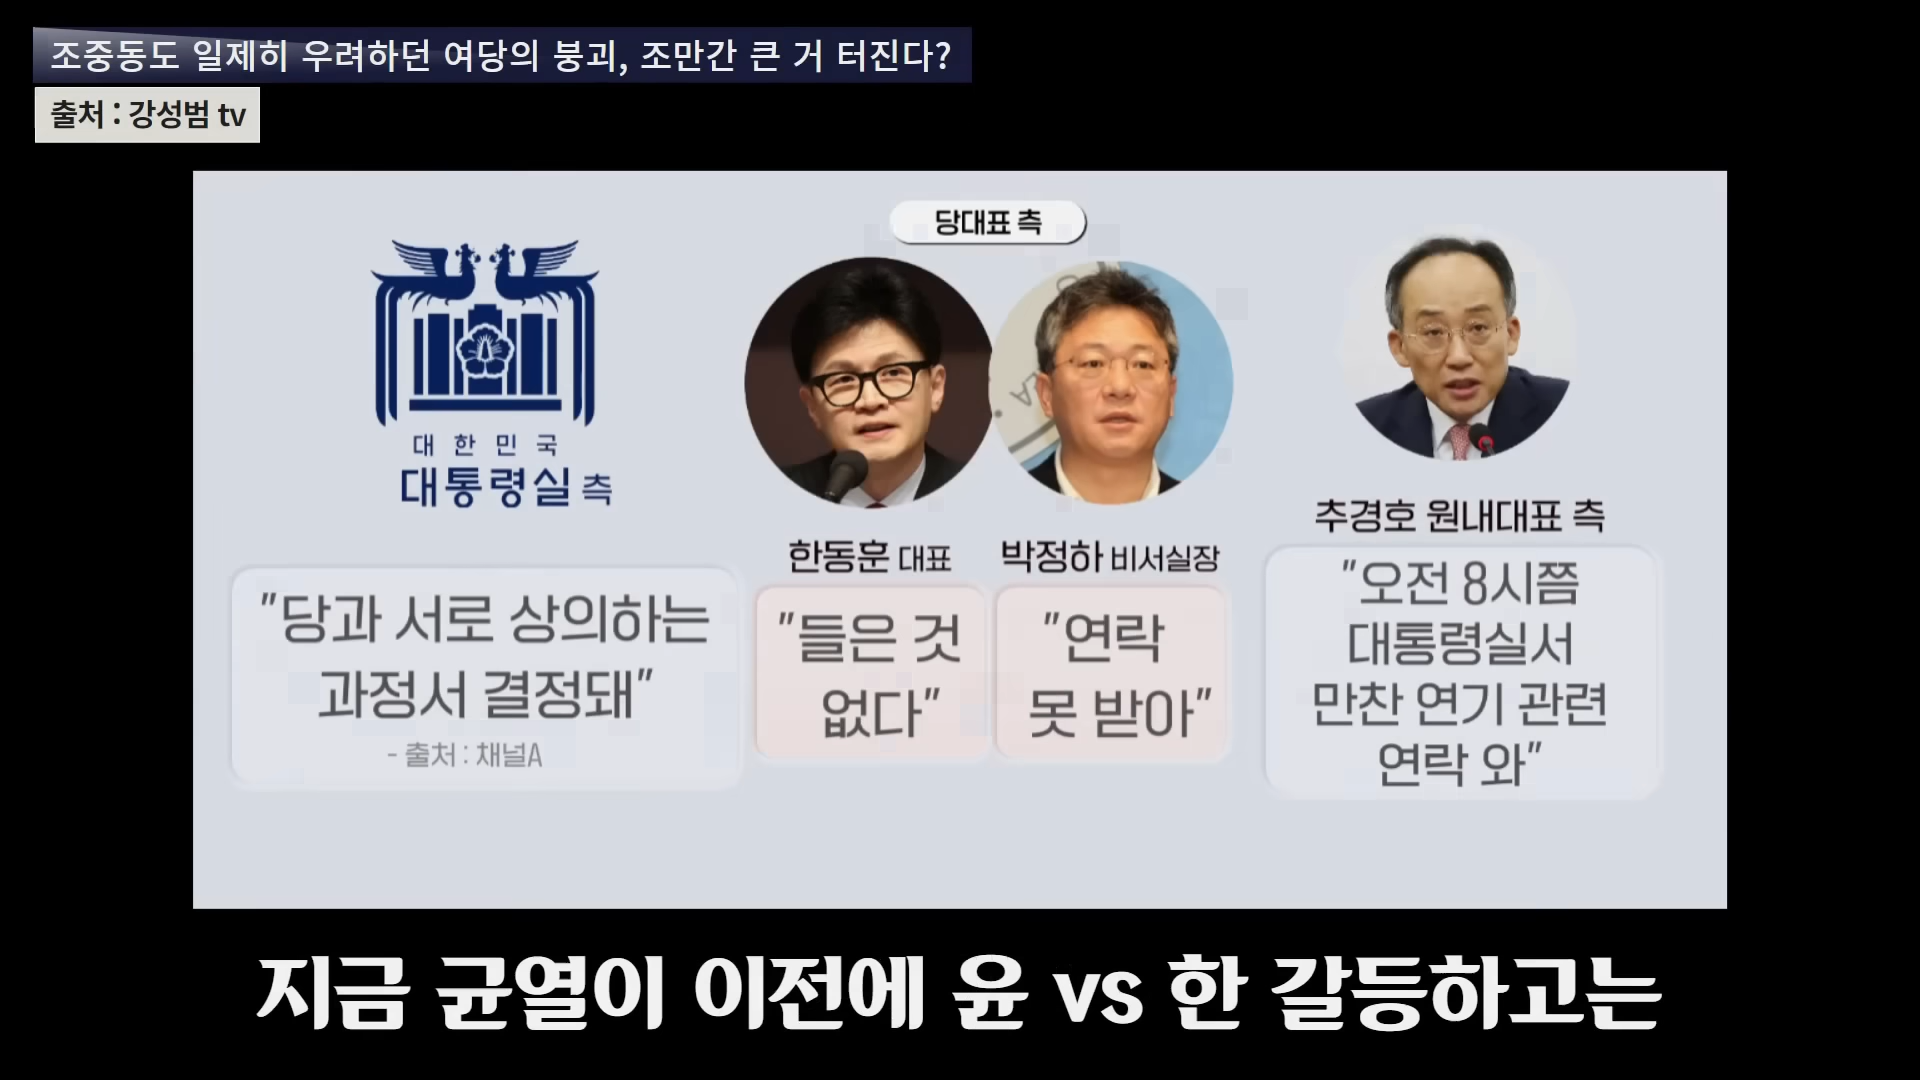 조중동도 일제히 우려하던 여당의 붕괴, 조만간 큰 거 터진다?
출처 : 강성범 tv
당대표 측
대한민국
대통령실 측
"당과 서로 상의하는
과정서 결정돼"
- 출처 : 채널A
한동훈 대표
"들은 것
없다"
박정하 비서실장
"연락
못 받아"
추경호 원내대표 측
"오전 8시쯤
대통령실서
만찬 연기 관련
연락 와"
지금 균열이 이전에 윤 vs 한 갈등하고는